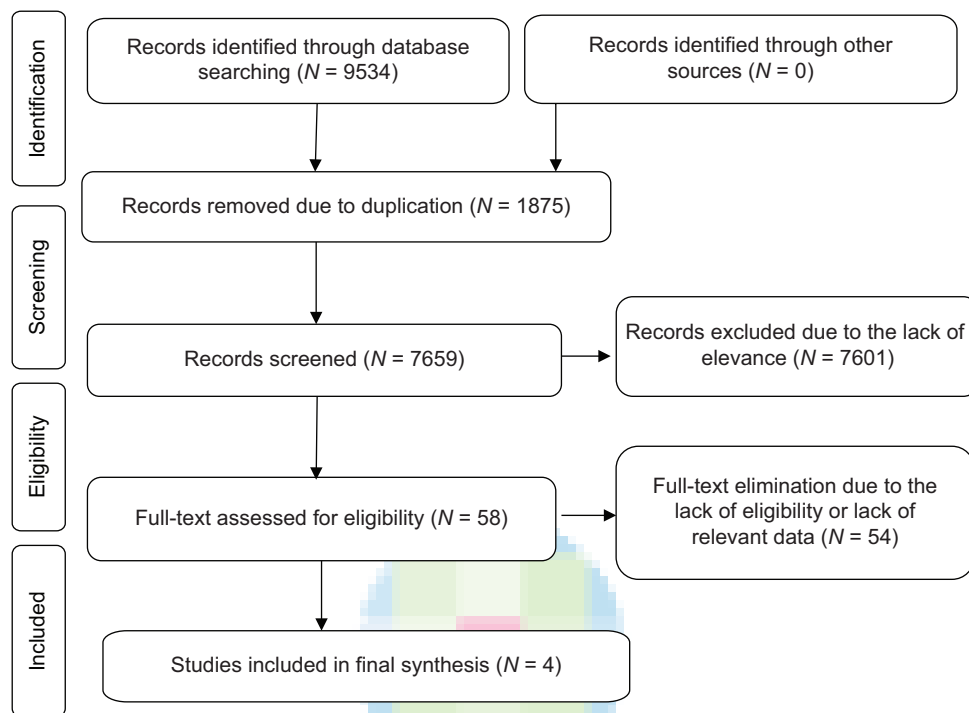 Identification
Records identified through database
searching (N = 9534)
Records identified through other
sources (N = 0)
Records removed due to duplication (N = 1875)
Screening
Records screened (N = 7659)
Records excluded due to the lack of
elevance (N = 7601)
Eligibility
Full-text assessed for eligibility (N = 58)
Full-text elimination due to the
lack of eligibility or lack of
relevant data (N = 54)
Included
Studies included in final synthesis (N = 4)